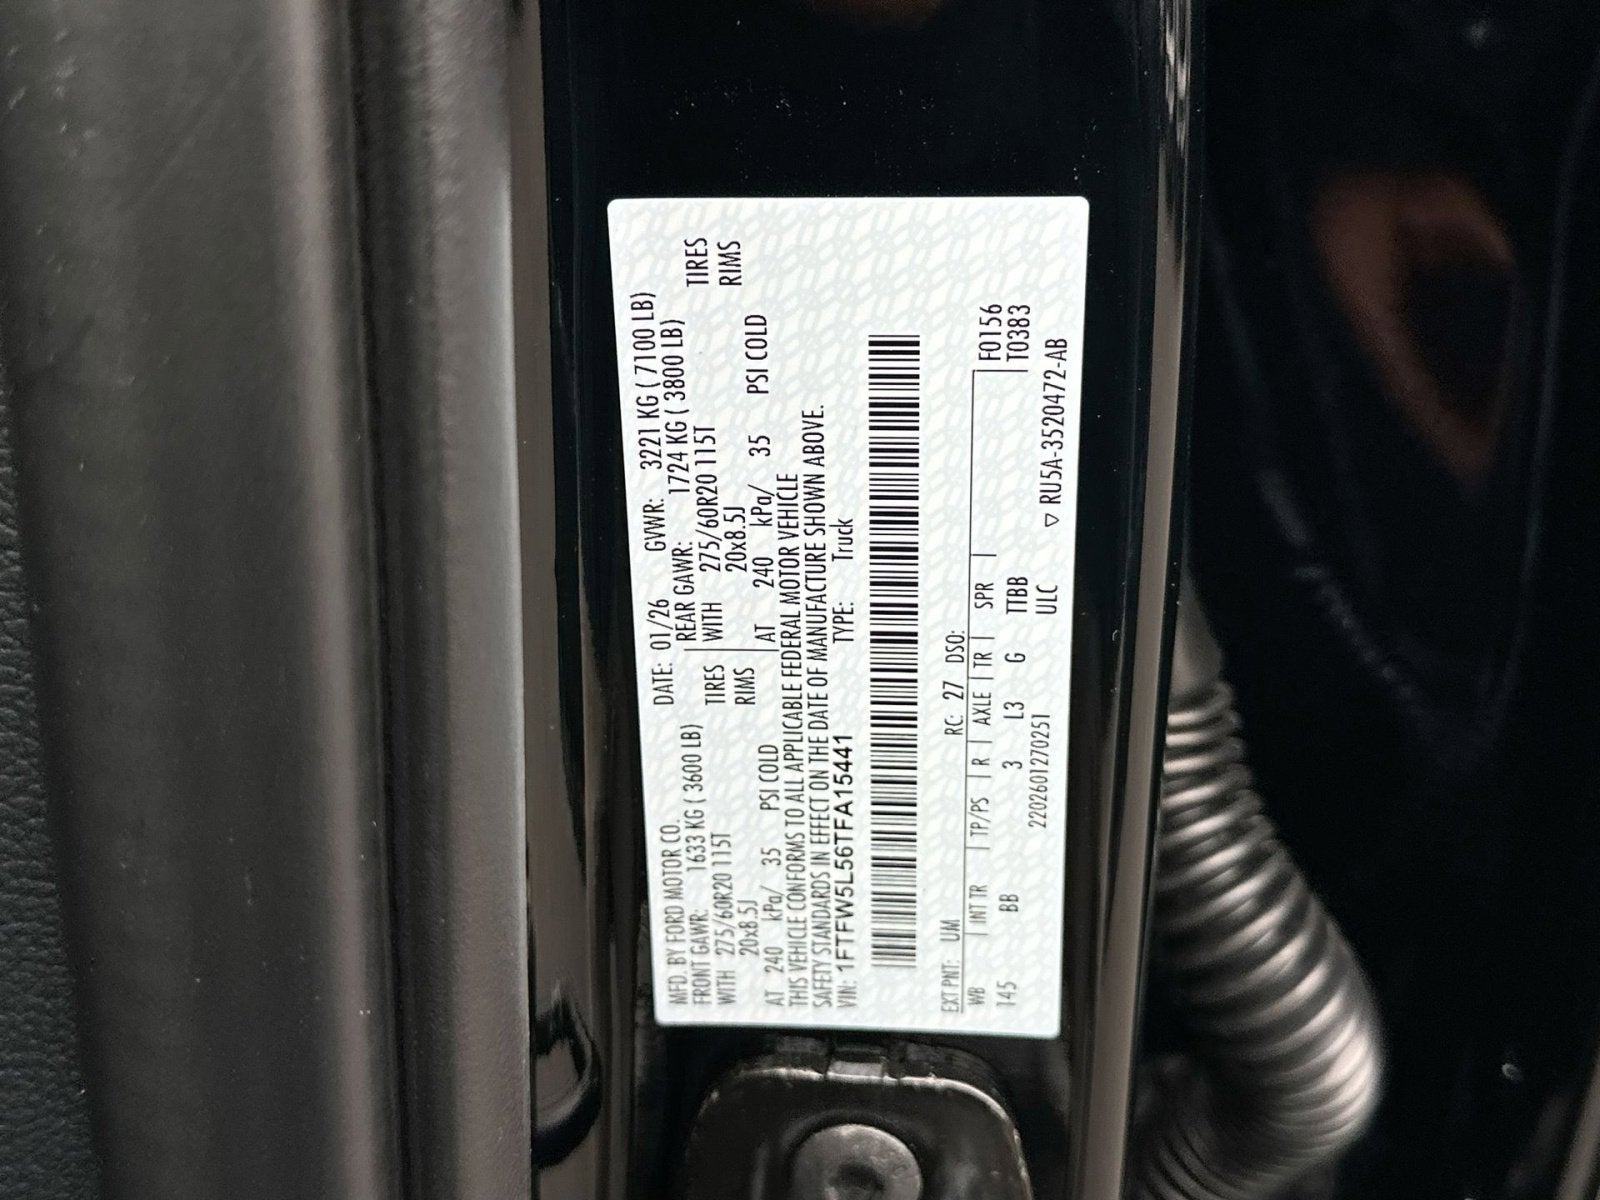 MFD. BY FORD MOTOR CO.
DATE: 01/26 GVWR: 3221 KG ( 7100 LB)
FRONT GAWR: 1633 KG ( 3600 LB) REAR GAWR: 1724 KG ( 3800 LB)
WITH 275/60R20 115T TIRES WITH 275/60R20 115T TIRES
20x8.5J RIMS 20x8.5J RIMS
AT 240 kPa/ 35 PSI COLD AT 240 kPa/ 35 PSI COLD
THIS VEHICLE CONFORMS TO ALL APPLICABLE FEDERAL MOTOR VEHICLE
SAFETY STANDARDS IN EFFECT ON THE DATE OF MANUFACTURE SHOWN ABOVE.
VIN: 1FTFW5L56TFA15441 TYPE: Truck
EXT PNT: UM RC: 27 DSO:
WB INT TR TP/PS R AXLE TR SPR F0156
145 BB 3 L3 G TTBB T0383
2202601270251 ULC
▽ RU5A-3520472-AB